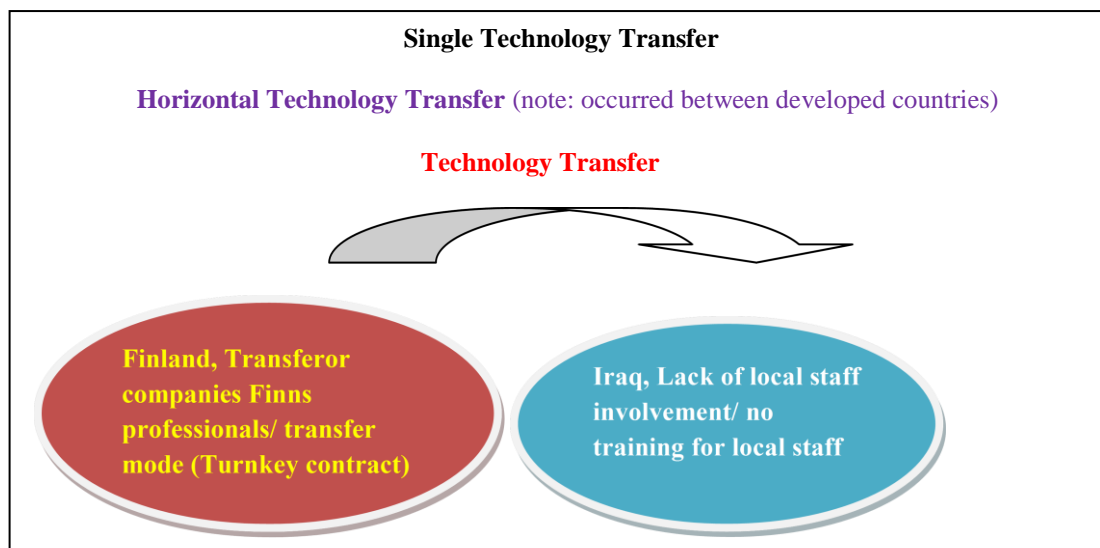 Single Technology Transfer
Horizontal Technology Transfer (note: occurred between developed countries)
Technology Transfer
Finland, Transferor
companies Finns
professionals/ transfer
mode (Turnkey contract)
Iraq, Lack of local staff
involvement/ no
training for local staff